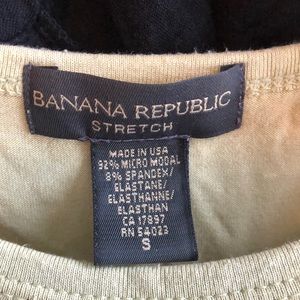 BANANA REPUBLIC
STRETCH
MADE IN USA
92% MICRO MODAL
8% SPANDEX/
ELASTANE/
ELASTHANNE/
ELASTHAN
CA 17897
RN 54023
S